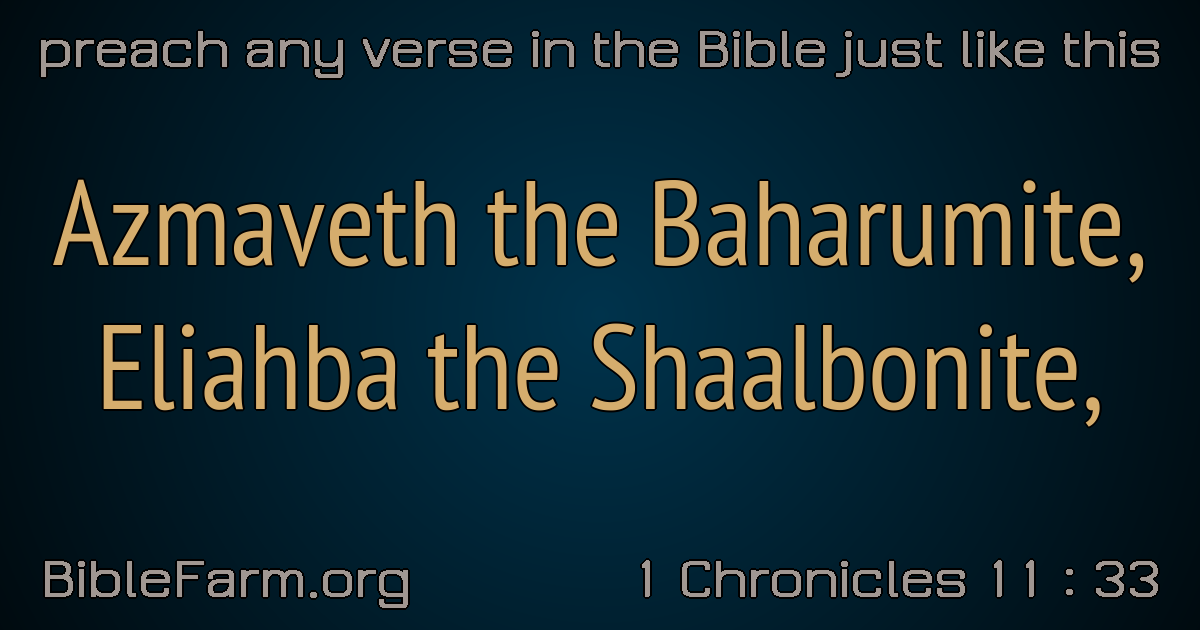 preach any verse in the Bible just like this
Azmaveth the Baharumite,
Eliahba the Shaalbonite,
BibleFarm.org
1 Chronicles 11 : 33